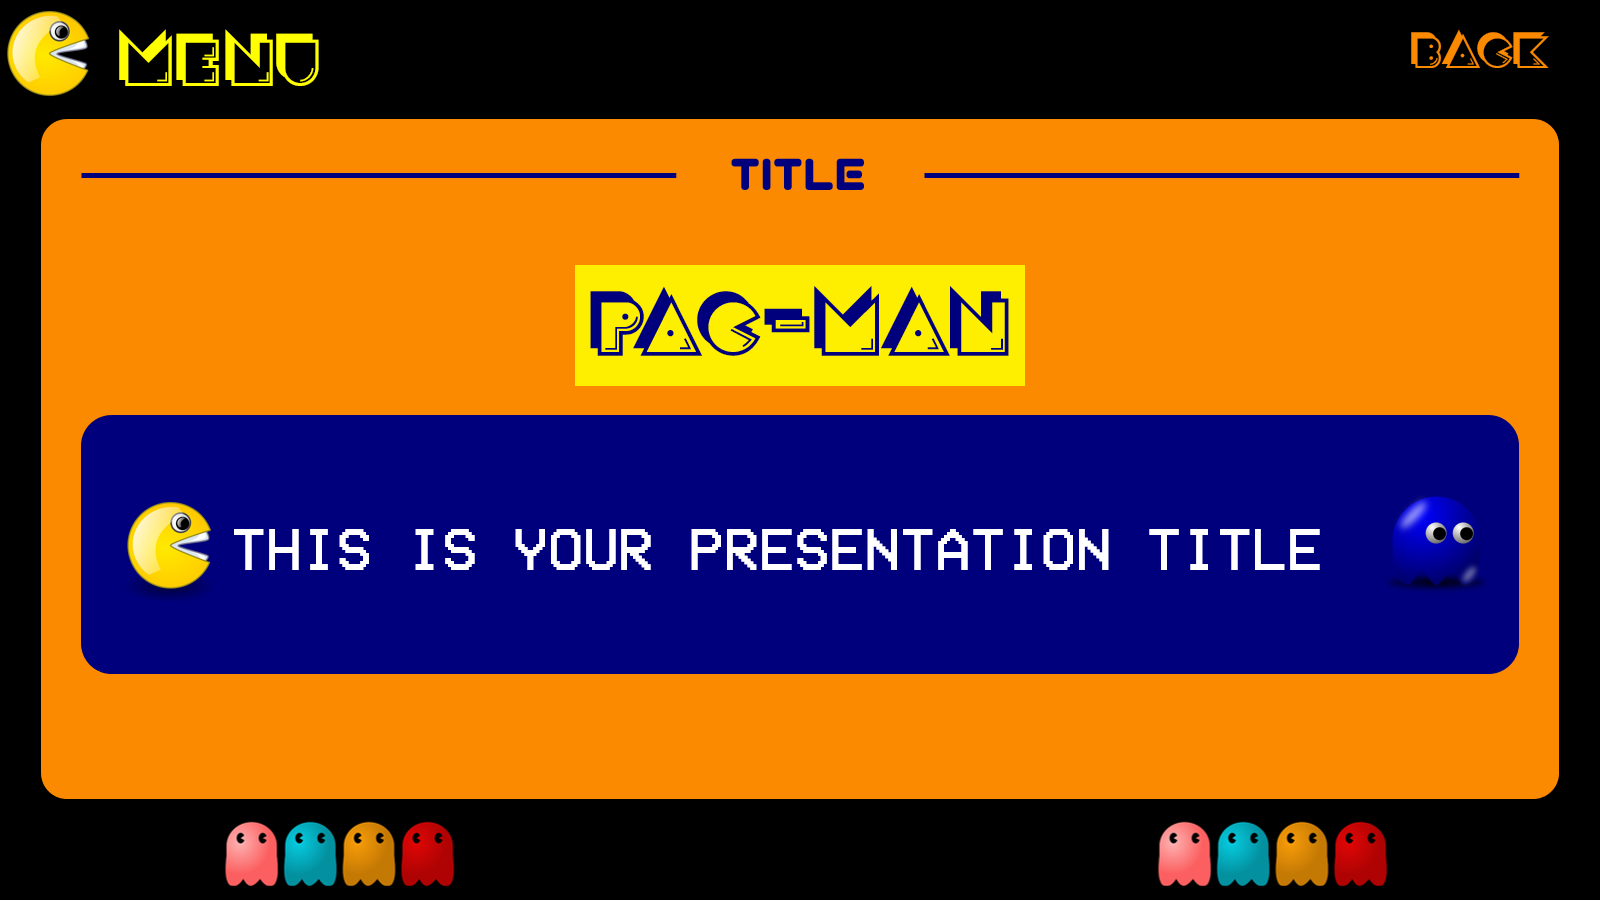 MENU
BACK
TITLE
PAC-MAN
THIS IS YOUR PRESENTATION TITLE